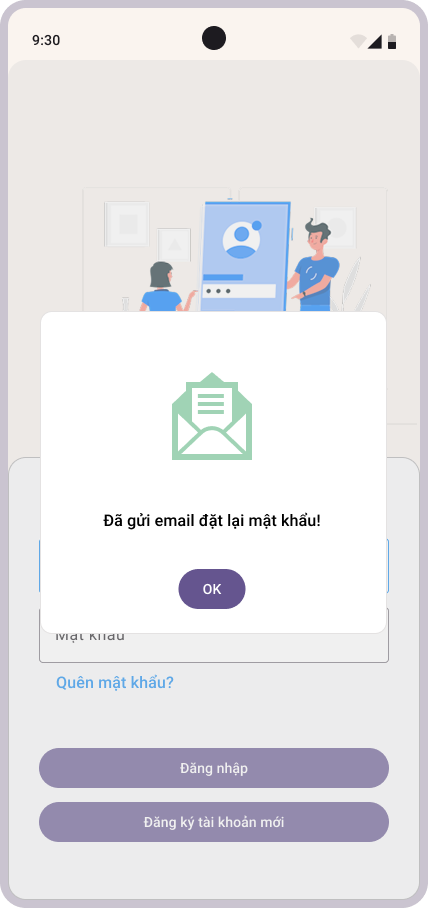 9:30
Đã gửi email đặt lại mật khẩu!
OK
Mật khẩu
Quên mật khẩu?
Đăng nhập
Đăng ký tài khoản mới